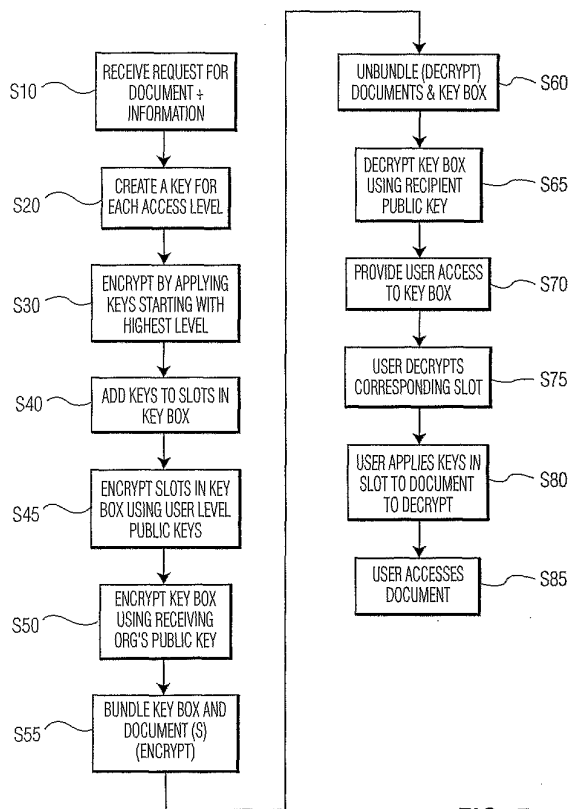 S10
RECEIVE REQUEST FOR
DOCUMENT +
INFORMATION
S20
CREATE A KEY FOR
EACH ACCESS LEVEL
S30
ENCRYPT BY APPLYING
KEYS STARTING WITH
HIGHEST LEVEL
S40
ADD KEYS TO SLOTS IN
KEY BOX
S45
ENCRYPT SLOTS IN KEY
BOX USING USER LEVEL
PUBLIC KEYS
S50
ENCRYPT KEY BOX
USING RECEIVING
ORG'S PUBLIC KEY
S55
BUNDLE KEY BOX AND
DOCUMENT (S)
(ENCRYPT)
UNBUNDLE (DECRYPT)
DOCUMENTS & KEY BOX
S60
DECRYPT KEY BOX
USING RECIPIENT
PUBLIC KEY
S65
PROVIDE USER ACCESS
TO KEY BOX
S70
USER DECRYPTS
CORRESPONDING SLOT
S75
USER APPLIES KEYS IN
SLOT TO DOCUMENT
TO DECRYPT
S80
USER ACCESSES
DOCUMENT
S85